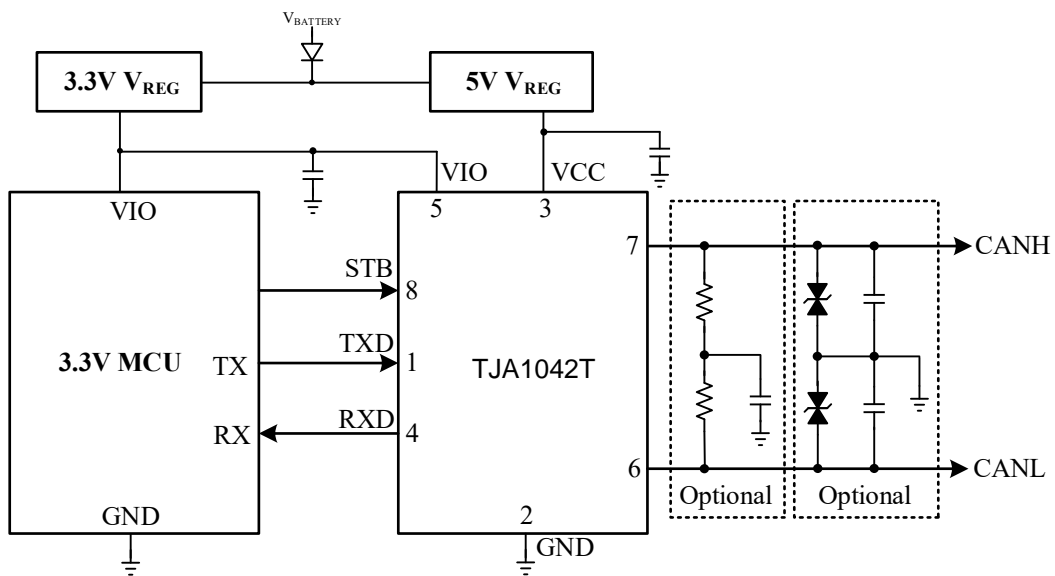 VBATTERY
3.3V VREG
5V VREG
VIO
VCC
VIO
5
3
7
CANH
STB
8
3.3V MCU
TX
TXD
1
TJA1042T
RX
RXD
4
6
CANL
Optional
Optional
GND
2
GND